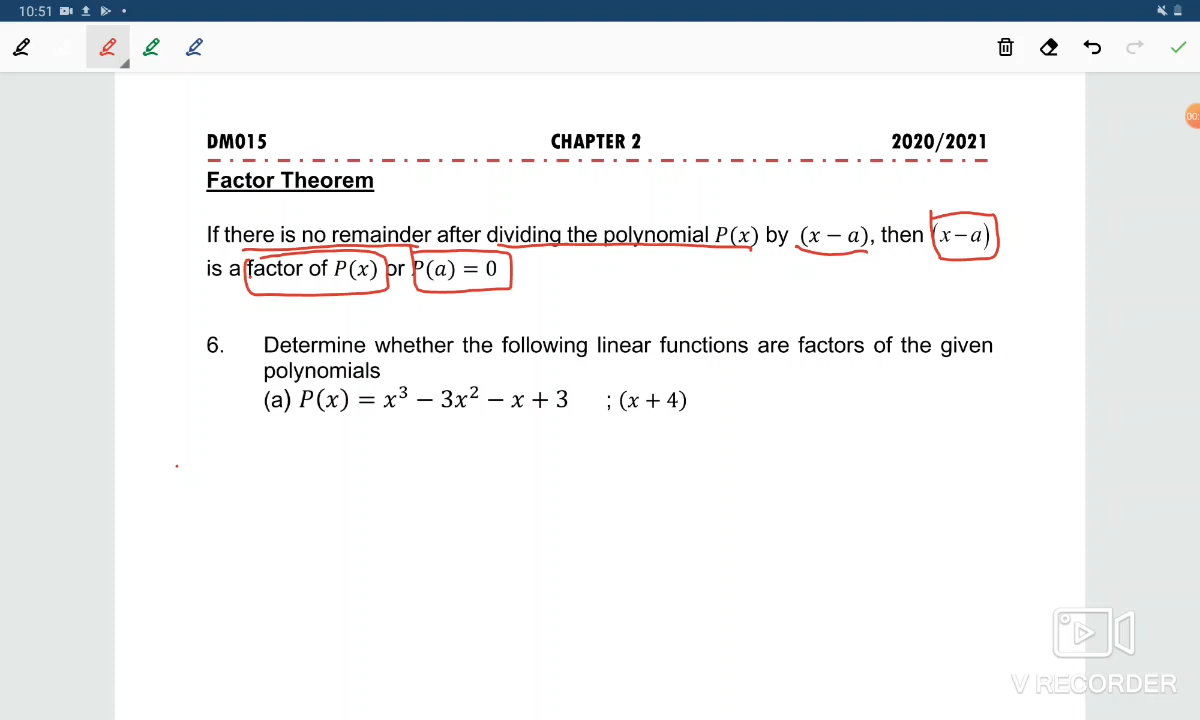 10:51
DM015 CHAPTER 2 2020/2021
Factor Theorem
If there is no remainder after dividing the polynomial P(x) by (x − a), then (x−a)
is a factor of P(x) or P(a) = 0
6. Determine whether the following linear functions are factors of the given
polynomials
(a) P(x) = x³ − 3x² − x + 3 ; (x + 4)
00:
V RECORDER